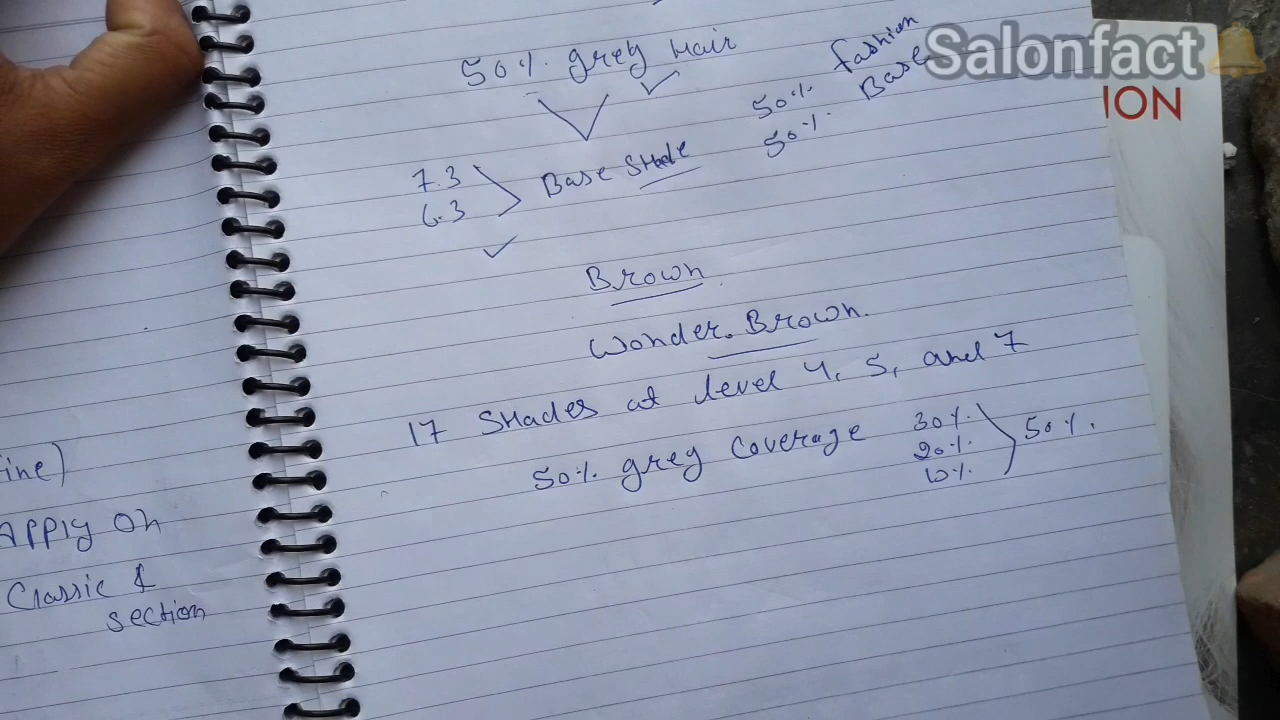 Salonfact
ION
50% grey Hair
50% fashion
50% Base
7.3
6.3
Base Shade
Brown
Wonder. Brown.
17 Shades at level 4, 5, and 7
50% grey Coverage
30%
20%
10%
50%.
ine)
Apply on
Classic &
section